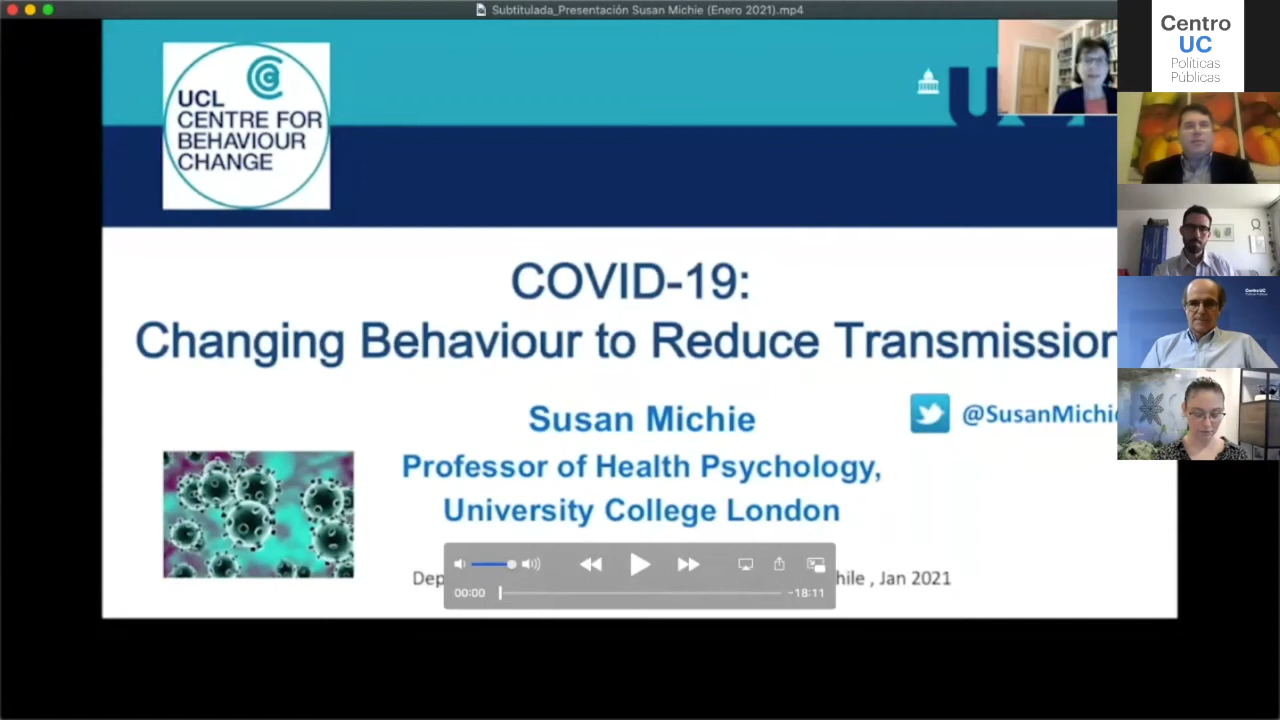 Subtitulada_Presentación Susan Michie (Enero 2021).mp4
Centro
UC
Políticas
Públicas
UCL
CENTRE FOR
BEHAVIOUR
CHANGE
COVID-19:
Changing Behaviour to Reduce Transmission
Susan Michie
@SusanMichie
Professor of Health Psychology,
University College London
hile , Jan 2021
00:00
-18:11